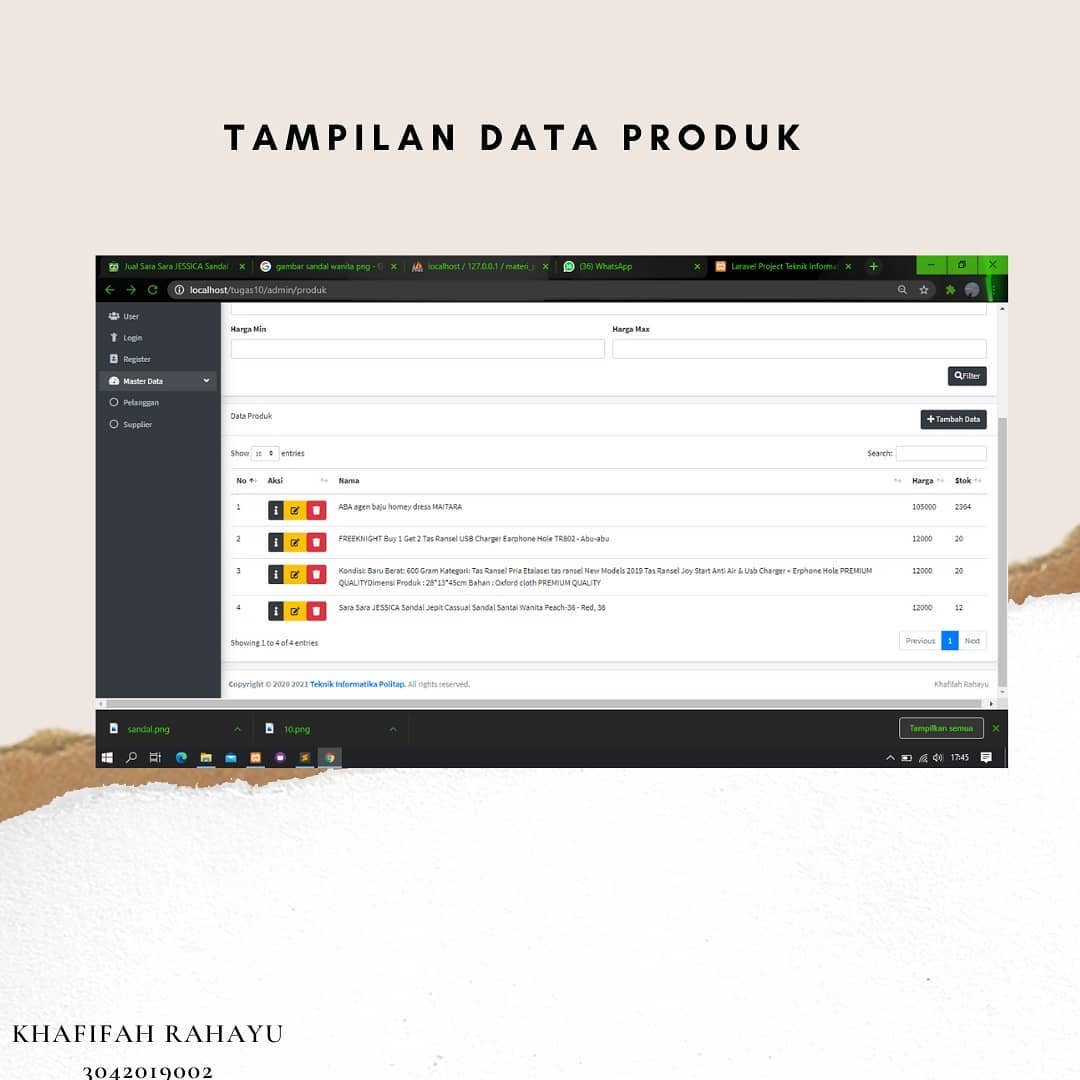 TAMPILAN DATA PRODUK
Jual Sara Sara JESSICA Sandal
gambar sandal wanita png - G
localhost / 127.0.0.1 / materi_
(36) WhatsApp
Laravel Project Teknik Informa
localhost/tugas10/admin/produk
User
Login
Register
Master Data
Pelanggan
Supplier
Harga Min Harga Max
Filter
Data Produk
Tambah Data
Show 10 entries
Search:
No Aksi Nama Harga Stok
1 ABA agen baju homey dress MAITARA 105000 2364
2 FREEKNIGHT Buy 1 Get 2 Tas Ransel USB Charger Earphone Hole TR802 - Abu-abu 12000 20
3 Kondisi: Baru Berat: 600 Gram Kategori: Tas Ransel Pria Etalase: tas ransel New Models 2019 Tas Ransel Joy Start Anti Air & Usb Charger + Erphone Hole PREMIUM 12000 20
QUALITYDimensi Produk : 28*13*45cm Bahan : Oxford cloth PREMIUM QUALITY
4 Sara Sara JESSICA Sandal Jepit Cassual Sandal Santai Wanita Peach-36 - Red, 36 12000 12
Showing 1 to 4 of 4 entries
Previous 1 Next
Copyright © 2020 2021 Teknik Informatika Politap. All rights reserved.
Khafifah Rahayu
sandal.png
10.png
Tampilkan semua
17:45
KHAFIFAH RAHAYU
3042019002